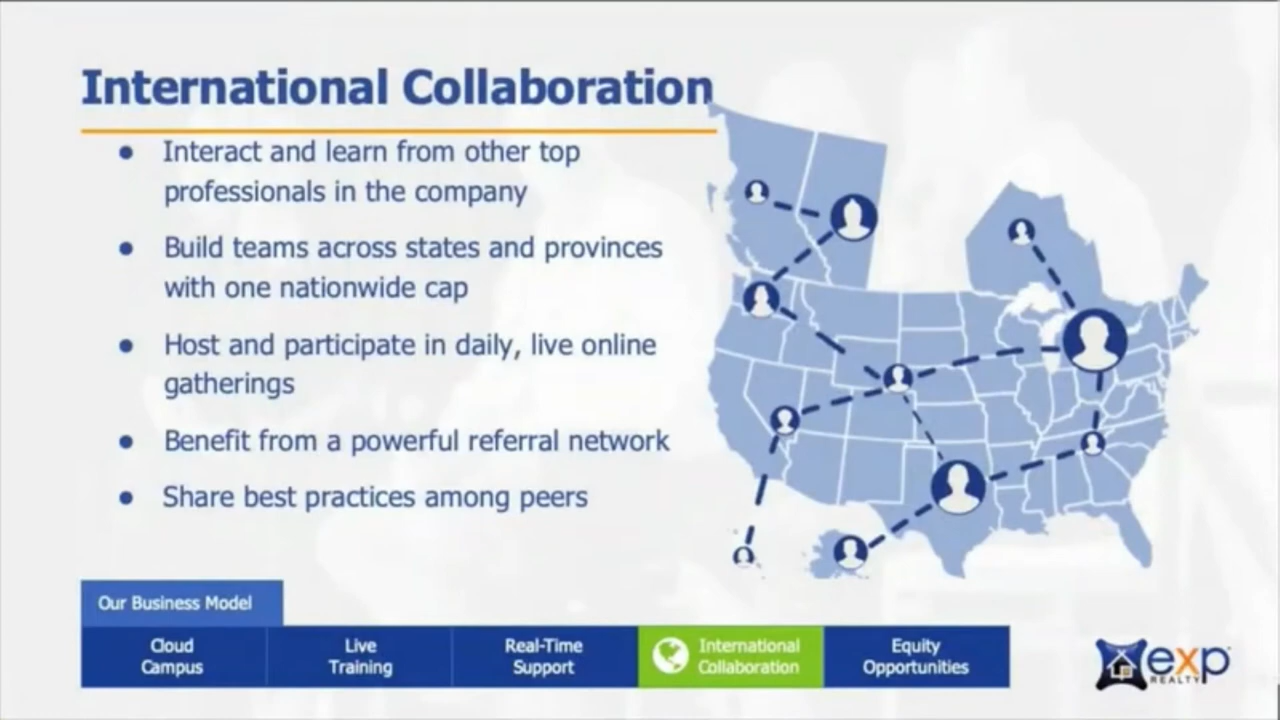 International Collaboration
● Interact and learn from other top
professionals in the company
● Build teams across states and provinces
with one nationwide cap
● Host and participate in daily, live online
gatherings
● Benefit from a powerful referral network
● Share best practices among peers
Our Business Model
Cloud
Campus
Live
Training
Real-Time
Support
International
Collaboration
Equity
Opportunities
exp
REALTY